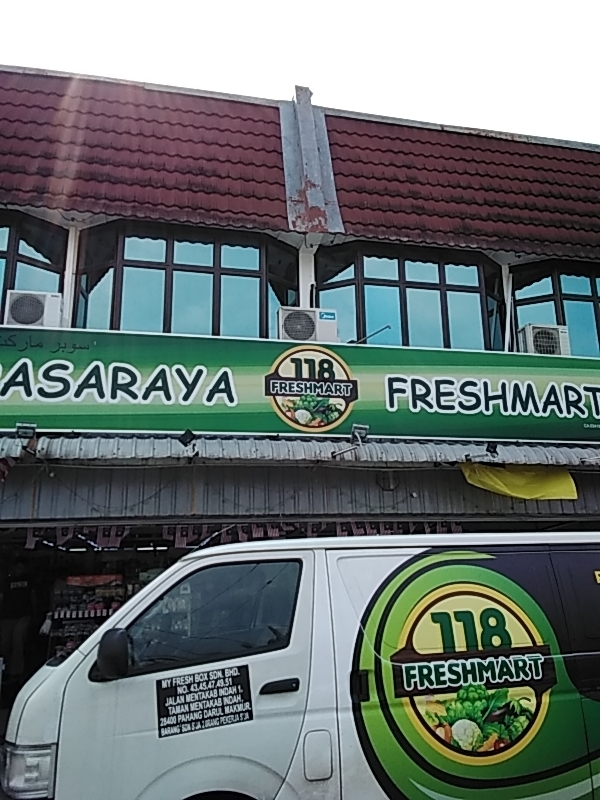 سوبر ماركت
PASARAYA
118
FRESHMART
FRESHMART
118
FRESHMART
MY FRESH BOX SDN. BHD.
NO. 43,45,47,49,51
JALAN MENTAKAB INDAH 1,
TAMAN MENTAKAB INDAH,
28400 PAHANG DARUL MAKMUR.